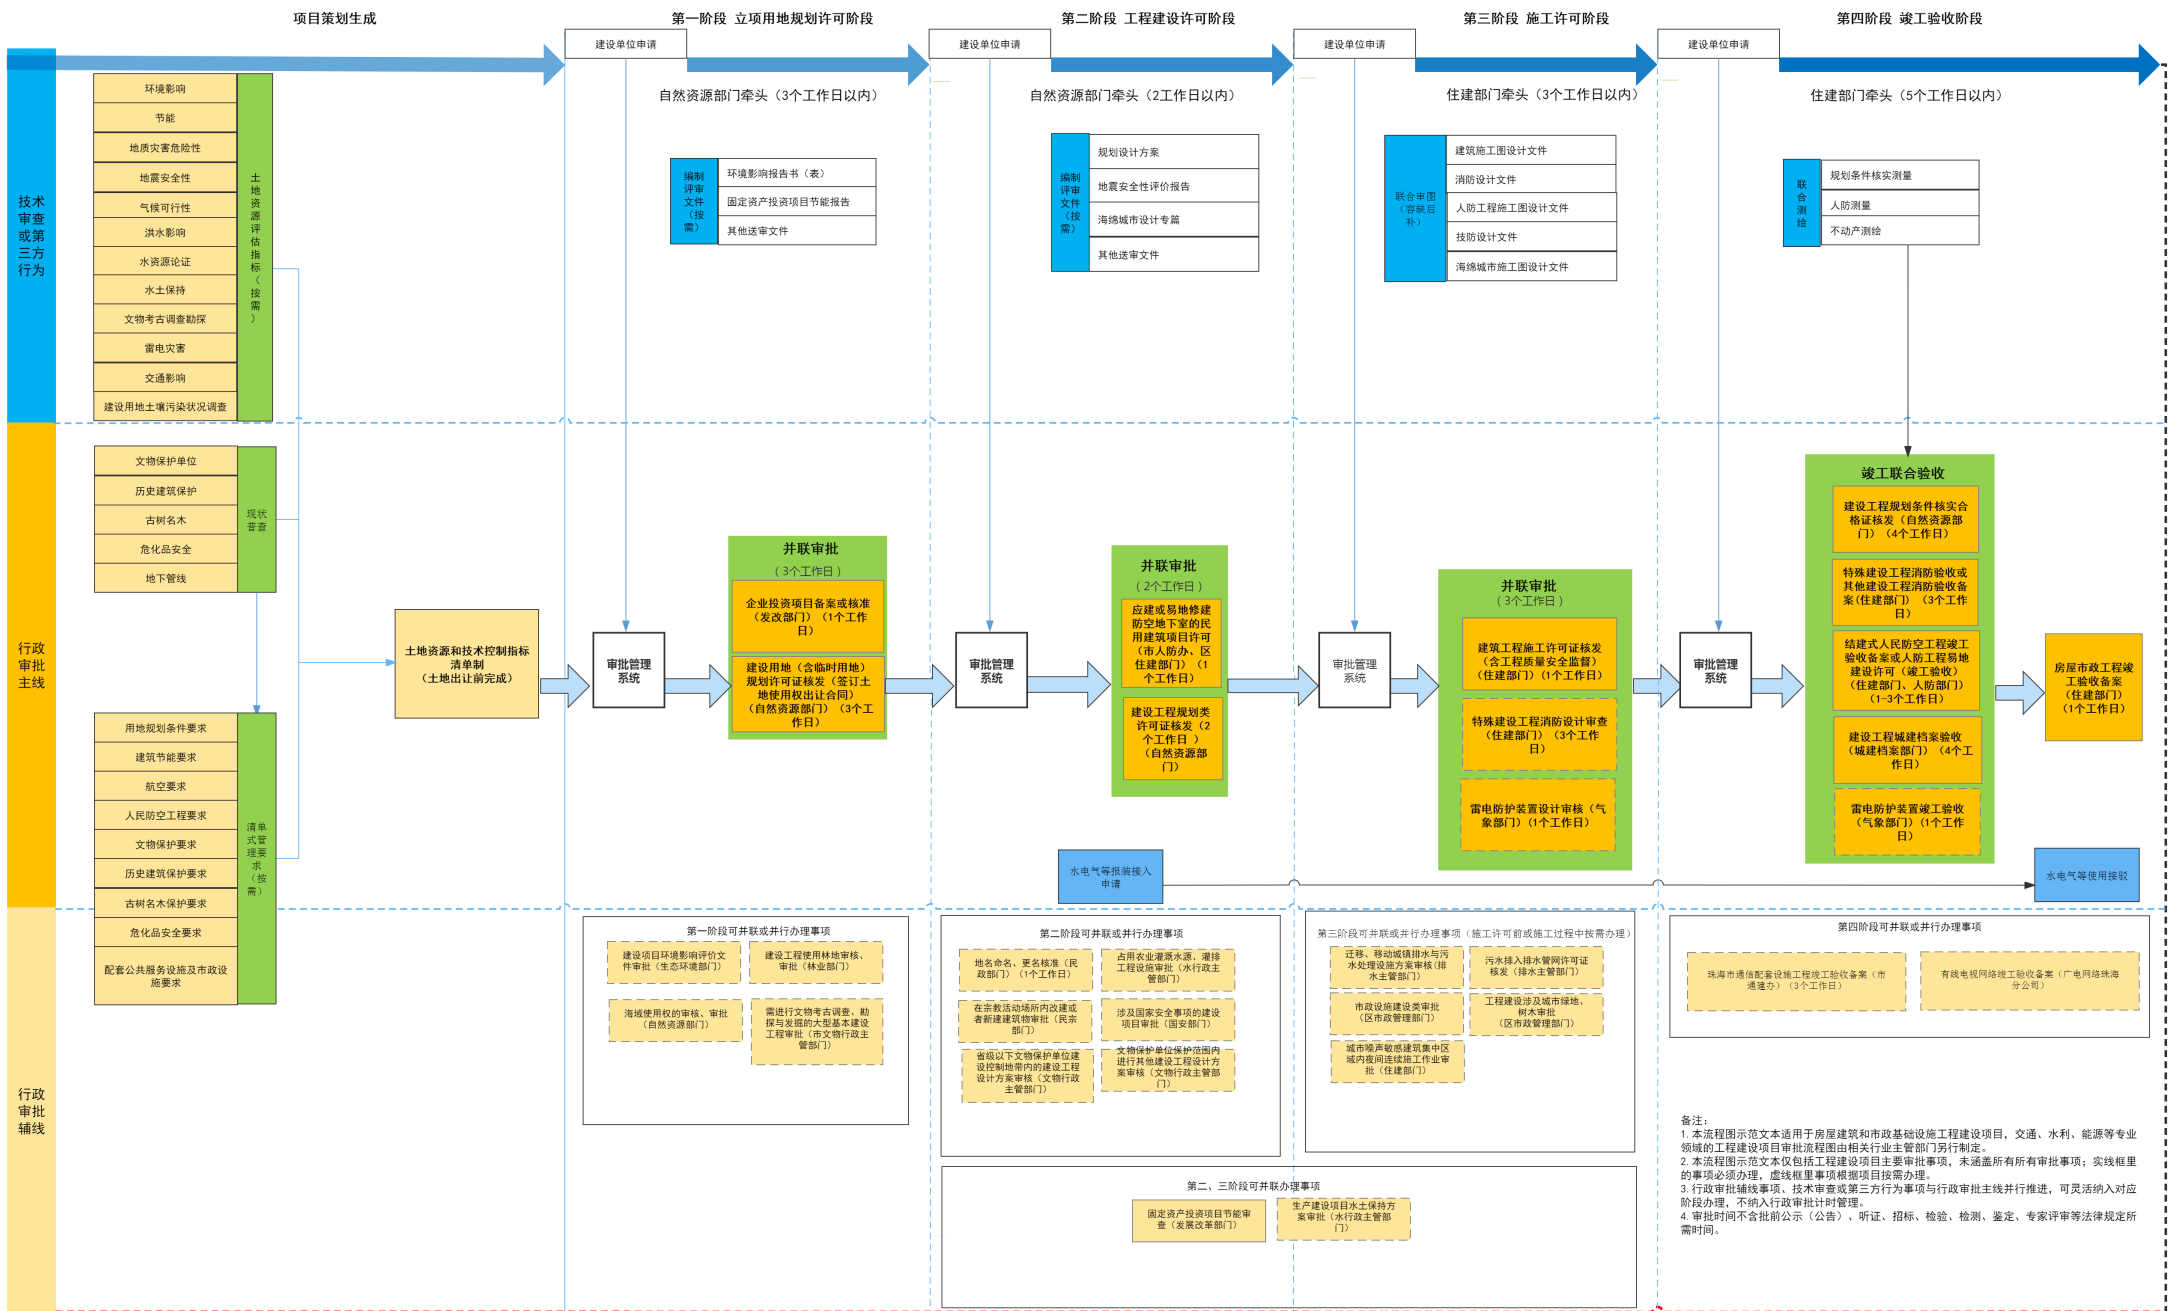 项目策划生成
第一阶段 立项用地规划许可阶段
第二阶段 工程建设许可阶段
第三阶段 施工许可阶段
第四阶段 竣工验收阶段
建设单位申请
建设单位申请
建设单位申请
建设单位申请
自然资源部门牵头（3个工作日以内）
自然资源部门牵头（2工作日以内）
住建部门牵头（3个工作日以内）
住建部门牵头（5个工作日以内）
技术
审查
或第
三方
行为
环境影响
节能
地质灾害危险性
地震安全性
气候可行性
洪水影响
水资源论证
水土保持
文物考古调查勘探
雷电灾害
交通影响
建设用地土壤污染状况调查
土
地
资
源
评
估
指
标
（
按
需
）
编制
评审
文件
（按
需）
环境影响报告书（表）
固定资产投资项目节能报告
其他送审文件
编制
评审
文件
（按
需）
规划设计方案
地震安全性评价报告
海绵城市设计专篇
其他送审文件
联合审图
（容缺后
补）
建筑施工图设计文件
消防设计文件
人防工程施工图设计文件
技防设计文件
海绵城市施工图设计文件
联
合
测
绘
规划条件核实测量
人防测量
不动产测绘
行政
审批
主线
文物保护单位
历史建筑保护
古树名木
危化品安全
地下管线
现状
普查
用地规划条件要求
建筑节能要求
航空要求
人民防空工程要求
文物保护要求
历史建筑保护要求
古树名木保护要求
危化品安全要求
配套公共服务设施及市政设
施要求
清单
式管
理要
求
（按
需）
土地资源和技术控制指标
清单制
（土地出让前完成）
审批管理
系统
并联审批
（ 3个工作日 ）
企业投资项目备案或核准
（发改部门）（1个工作
日）
建设用地（含临时用地）
规划许可证核发（签订土
地使用权出让合同）
（自然资源部门）（3个工
作日）
审批管理
系统
并联审批
（ 2个工作日 ）
应建或易地修建
防空地下室的民
用建筑项目许可
（市人防办、区
住建部门）（1
个工作日）
建设工程规划类
许可证核发（2
个工作日 ）
（自然资源部
门）
审批管理
系统
并联审批
（ 3个工作日 ）
建筑工程施工许可证核发
（含工程质量安全监督）
（住建部门）(1个工作日）
特殊建设工程消防设计审查
（住建部门）（3个工作
日）
雷电防护装置设计审核（气
象部门）(1个工作日）
审批管理
系统
竣工联合验收
建设工程规划条件核实合
格证核发（自然资源部
门）（4个工作日）
特殊建设工程消防验收或
其他建设工程消防验收备
案(住建部门) （3个工作
日）
结建式人民防空工程竣工
验收备案或人防工程易地
建设许可（竣工验收）
（住建部门、人防部门）
（1-3个工作日）
建设工程城建档案验收
（城建档案部门）（4个工
作日）
雷电防护装置竣工验收
（气象部门）(1个工作
日）
房屋市政工程竣
工验收备案
（住建部门）
（1个工作日）
水电气等报装接入
申请
水电气等使用接驳
行政
审批
辅线
第一阶段可并联或并行办理事项
建设项目环境影响评价文
件审批（生态环境部门）
建设工程使用林地审核、
审批（林业部门）
海域使用权的审核、审批
（自然资源部门）
需进行文物考古调查、勘
探与发掘的大型基本建设
工程审批（市文物行政主
管部门）
第二阶段可并联或并行办理事项
地名命名、更名核准（民
政部门）（1个工作日）
占用农业灌溉水源、灌排
工程设施审批（水行政主
管部门）
在宗教活动场所内改建或
者新建建筑物审批（民宗
部门）
涉及国家安全事项的建设
项目审批（国安部门）
省级以下文物保护单位建
设控制地带内的建设工程
设计方案审核（文物行政
主管部门）
文物保护单位保护范围内
进行其他建设工程设计方
案审核（文物行政主管部
门）
第三阶段可并联或并行办理事项（施工许可前或施工过程中按需办理）
迁移、移动城镇排水与污
水处理设施方案审核(排
水主管部门）
污水排入排水管网许可证
核发（排水主管部门）
市政设施建设类审批
（区市政管理部门）
工程建设涉及城市绿地、
树木审批
（区市政管理部门）
城市噪声敏感建筑集中区
域内夜间连续施工作业审
批（住建部门）
第四阶段可并联或并行办理事项
珠海市通信配套设施工程竣工验收备案（市
通建办）（3个工作日）
有线电视网络竣工验收备案（广电网络珠海
分公司）
第二、三阶段可并联办理事项
固定资产投资项目节能审
查（发展改革部门）
生产建设项目水土保持方
案审批（水行政主管部
门）
备注：
1. 本流程图示范文本适用于房屋建筑和市政基础设施工程建设项目，交通、水利、能源等专业
领域的工程建设项目审批流程图由相关行业主管部门另行制定。
2. 本流程图示范文本仅包括工程建设项目主要审批事项，未涵盖所有所有审批事项；实线框里
的事项必须办理，虚线框里事项根据项目按需办理。
3. 行政审批辅线事项、技术审查或第三方行为事项与行政审批主线并行推进，可灵活纳入对应
阶段办理，不纳入行政审批计时管理。
4. 审批时间不含批前公示（公告）、听证、招标、检验、检测、鉴定、专家评审等法律规定所
需时间。